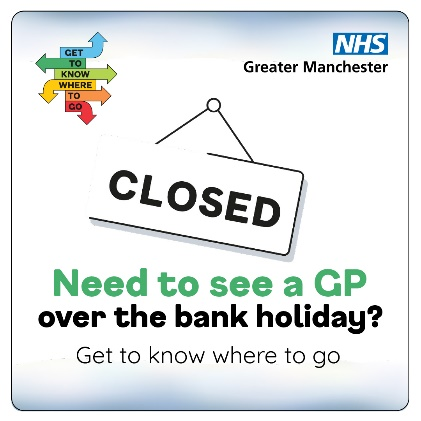 GET
TO
KNOW
WHERE
TO
GO
NHS
Greater Manchester
CLOSED
Need to see a GP
over the bank holiday?
Get to know where to go